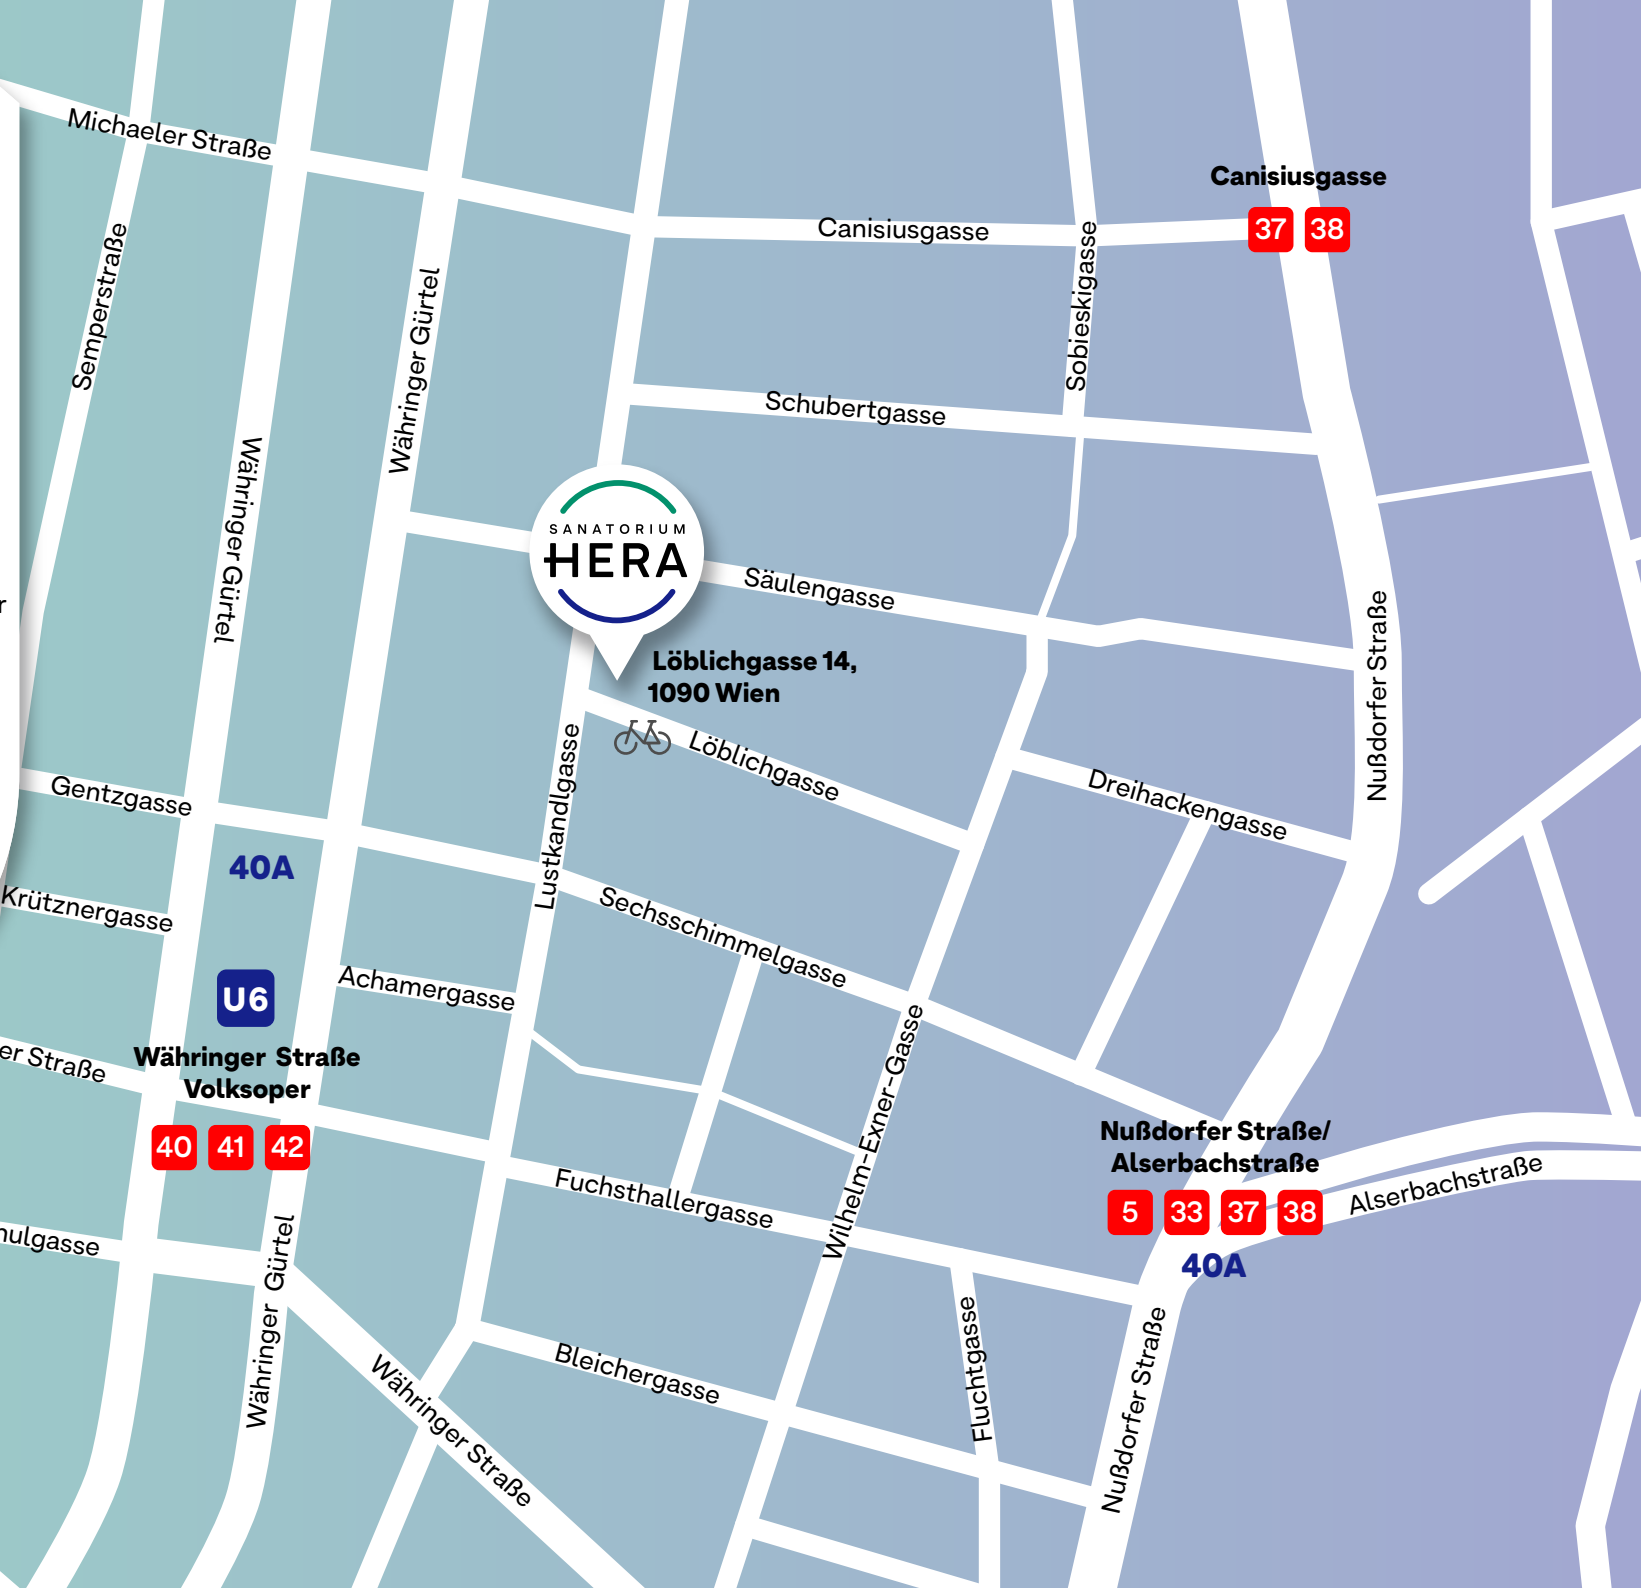 Michaeler Straße
Canisiusgasse
37 38
Canisiusgasse
Semperstraße
Währinger Gürtel
Sobieskigasse
Schubertgasse
Währinger Gürtel
SANATORIUM
HERA
Säulengasse
Nußdorfer Straße
Löblichgasse 14,
1090 Wien
Löblichgasse
Lustkandlgasse
Dreihackengasse
Gentzgasse
40A
Krütznergasse
Sechsschimmelgasse
Achamergasse
U6
Währinger Straße
Volksoper
40 41 42
er Straße
Wilhelm-Exner-Gasse
Nußdorfer Straße/
Alserbachstraße
5 33 37 38
40A
Alserbachstraße
Fuchsthallergasse
hulgasse
Währinger Gürtel
Fluchtgasse
Nußdorfer Straße
Bleichergasse
Währinger Straße